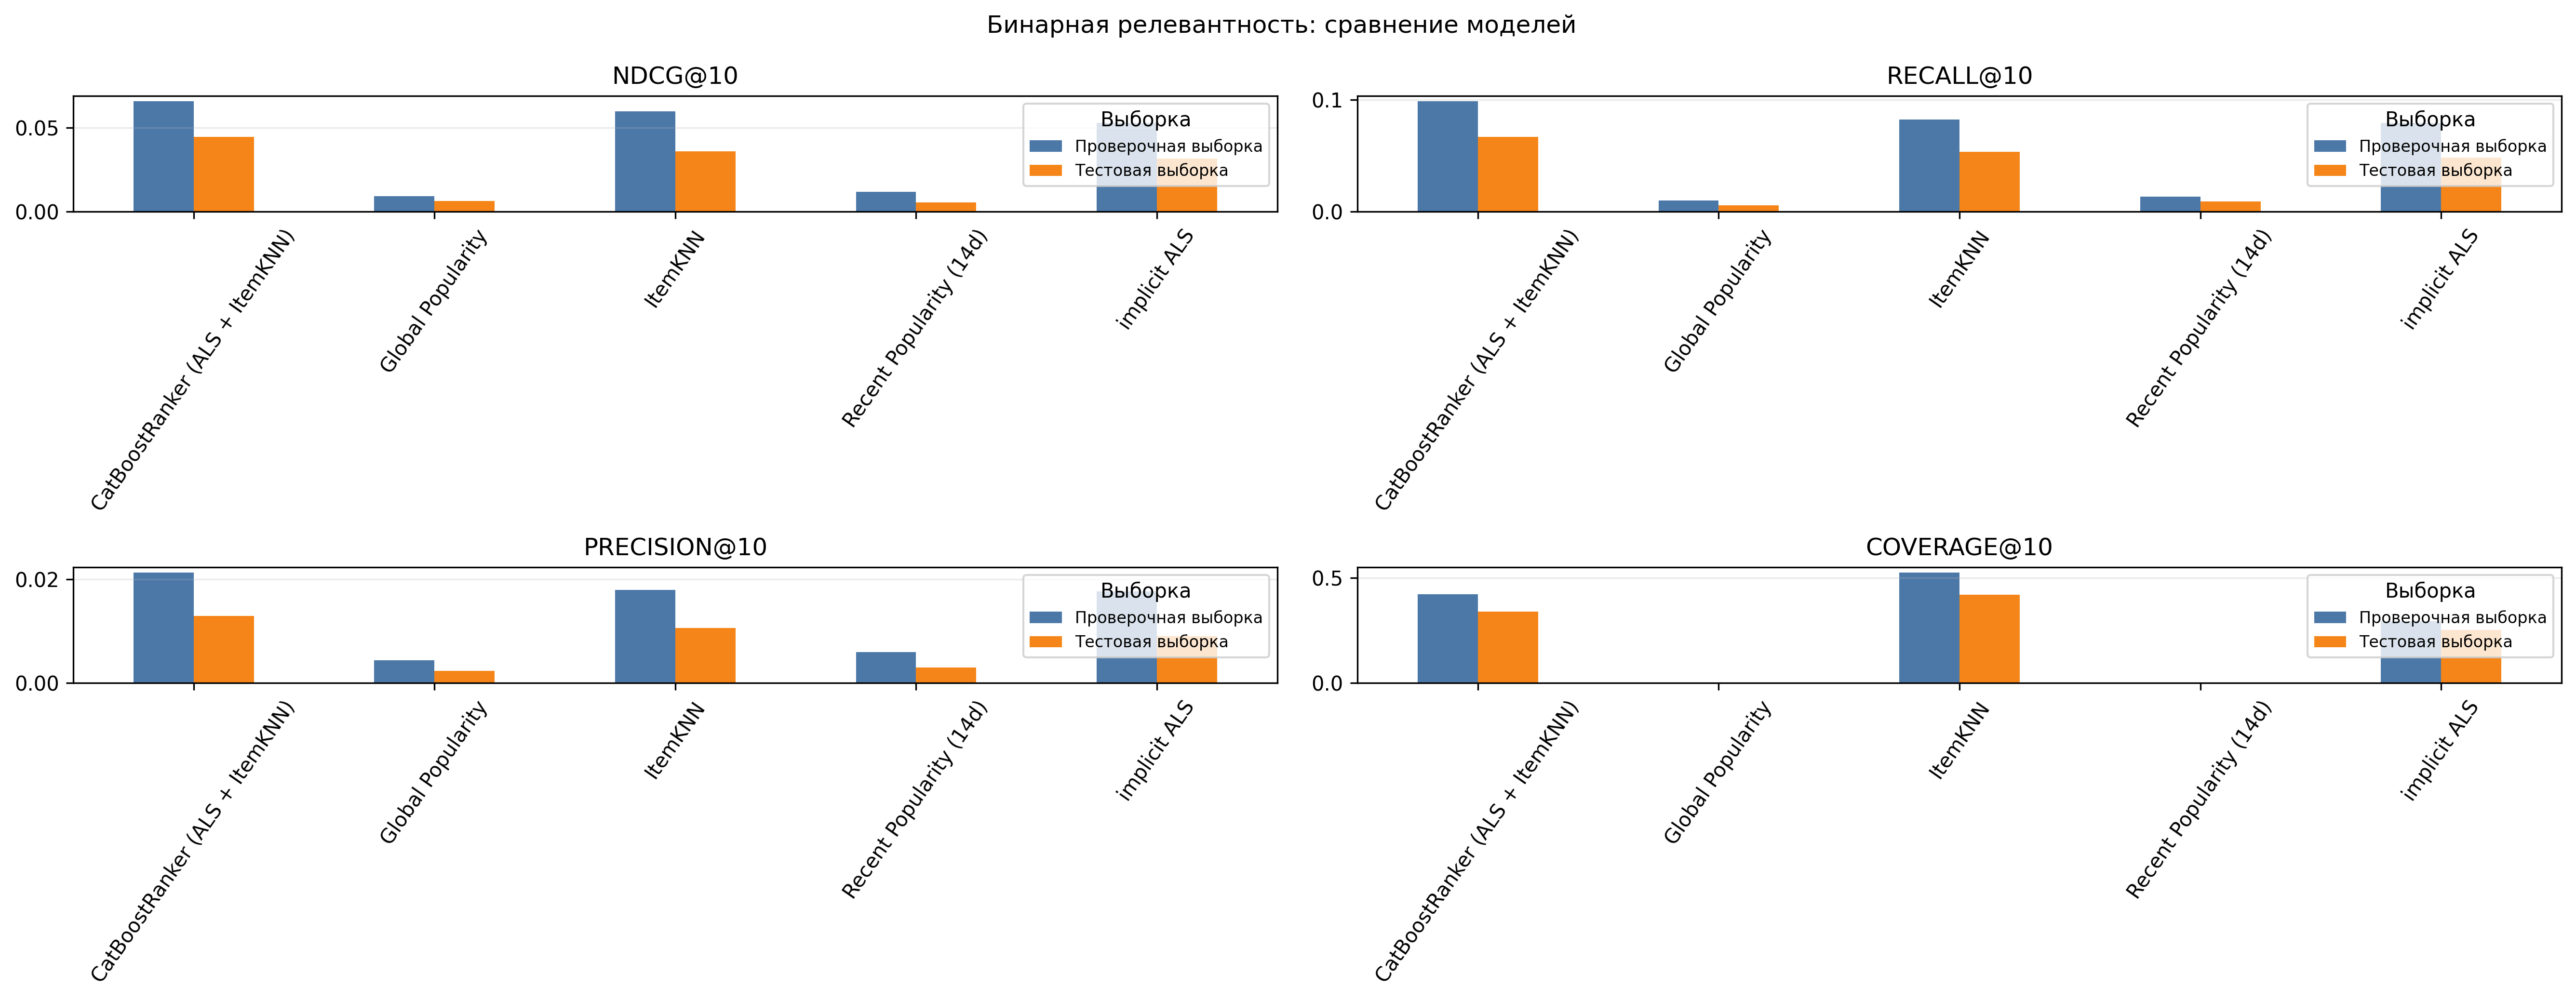 Бинарная релевантность: сравнение моделей
NDCG@10
0.05
0.00
Выборка
Проверочная выборка
Тестовая выборка
CatBoostRanker (ALS + ItemKNN)
Global Popularity
ItemKNN
Recent Popularity (14d)
implicit ALS
RECALL@10
0.1
0.0
Выборка
Проверочная выборка
Тестовая выборка
CatBoostRanker (ALS + ItemKNN)
Global Popularity
ItemKNN
Recent Popularity (14d)
implicit ALS
PRECISION@10
0.02
0.00
Выборка
Проверочная выборка
Тестовая выборка
CatBoostRanker (ALS + ItemKNN)
Global Popularity
ItemKNN
Recent Popularity (14d)
implicit ALS
COVERAGE@10
0.5
0.0
Выборка
Проверочная выборка
Тестовая выборка
CatBoostRanker (ALS + ItemKNN)
Global Popularity
ItemKNN
Recent Popularity (14d)
implicit ALS